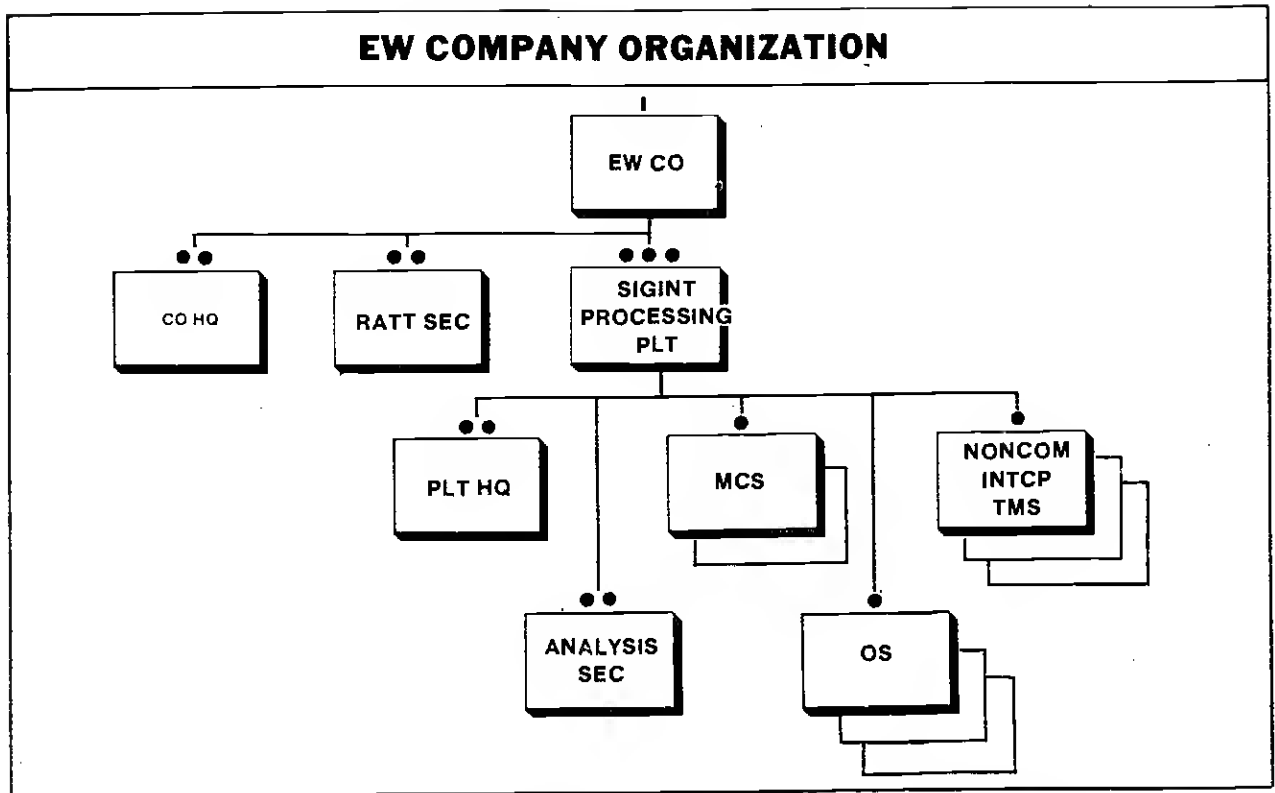 EW COMPANY ORGANIZATION
EW CO
CO HQ
RATT SEC
SIGINT
PROCESSING
PLT
PLT HQ
MCS
NONCOM
INTCP
TMS
ANALYSIS
SEC
OS